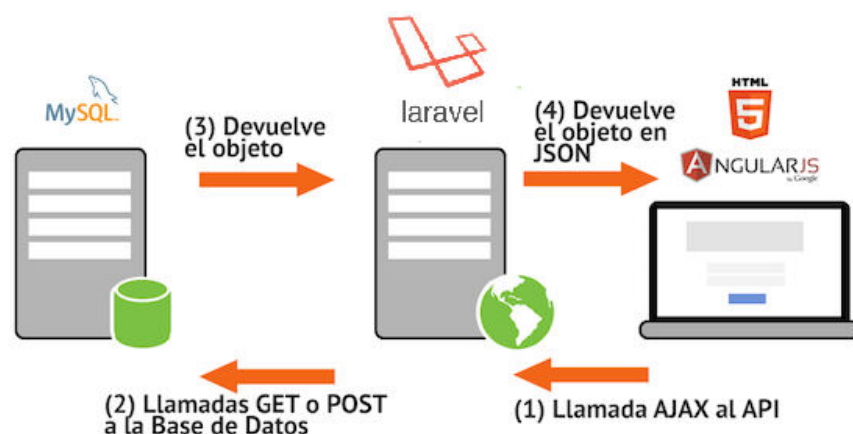 MySQL
(3) Devuelve
el objeto
laravel
(4) Devuelve
el objeto en
JSON
HTML
5
ANGULARJS
by Google
(2) Llamadas GET o POST
a la Base de Datos
(1) Llamada AJAX al API